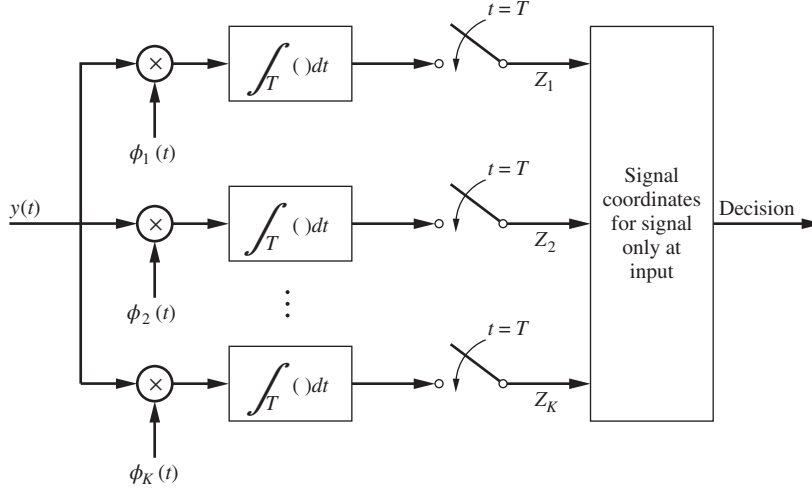 t = T
×
∫_T ( ) dt
Z_1
ϕ_1 (t)
y(t)
t = T
×
∫_T ( ) dt
Z_2
ϕ_2 (t)
⋮
t = T
×
∫_T ( ) dt
Z_K
ϕ_K (t)
Signal
coordinates
for signal
only at
input
Decision